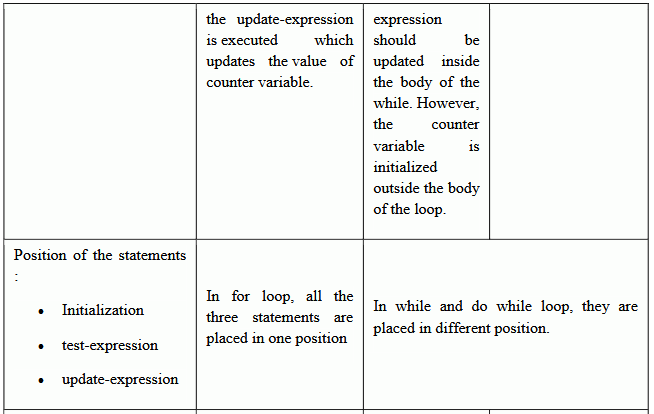 the update-expression
is executed which
updates the value of
counter variable.
expression
should be
updated inside
the body of the
while. However,
the counter
variable is
initialized
outside the body
of the loop.
Position of the statements
:
• Initialization
• test-expression
• update-expression
In for loop, all the
three statements are
placed in one position
In while and do while loop, they are
placed in different position.